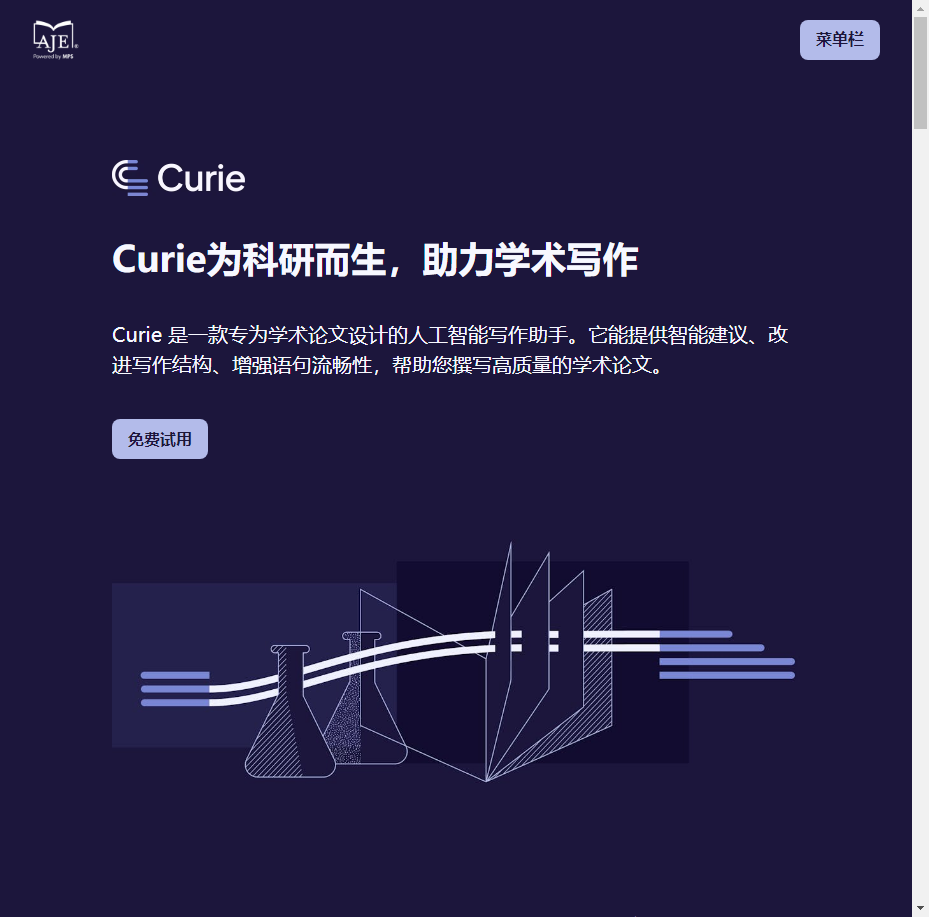 AJE
Powered by MPS
菜单栏
Curie
Curie为科研而生，助力学术写作
Curie 是一款专为学术论文设计的人工智能写作助手。它能提供智能建议、改
进写作结构、增强语句流畅性，帮助您撰写高质量的学术论文。
免费试用